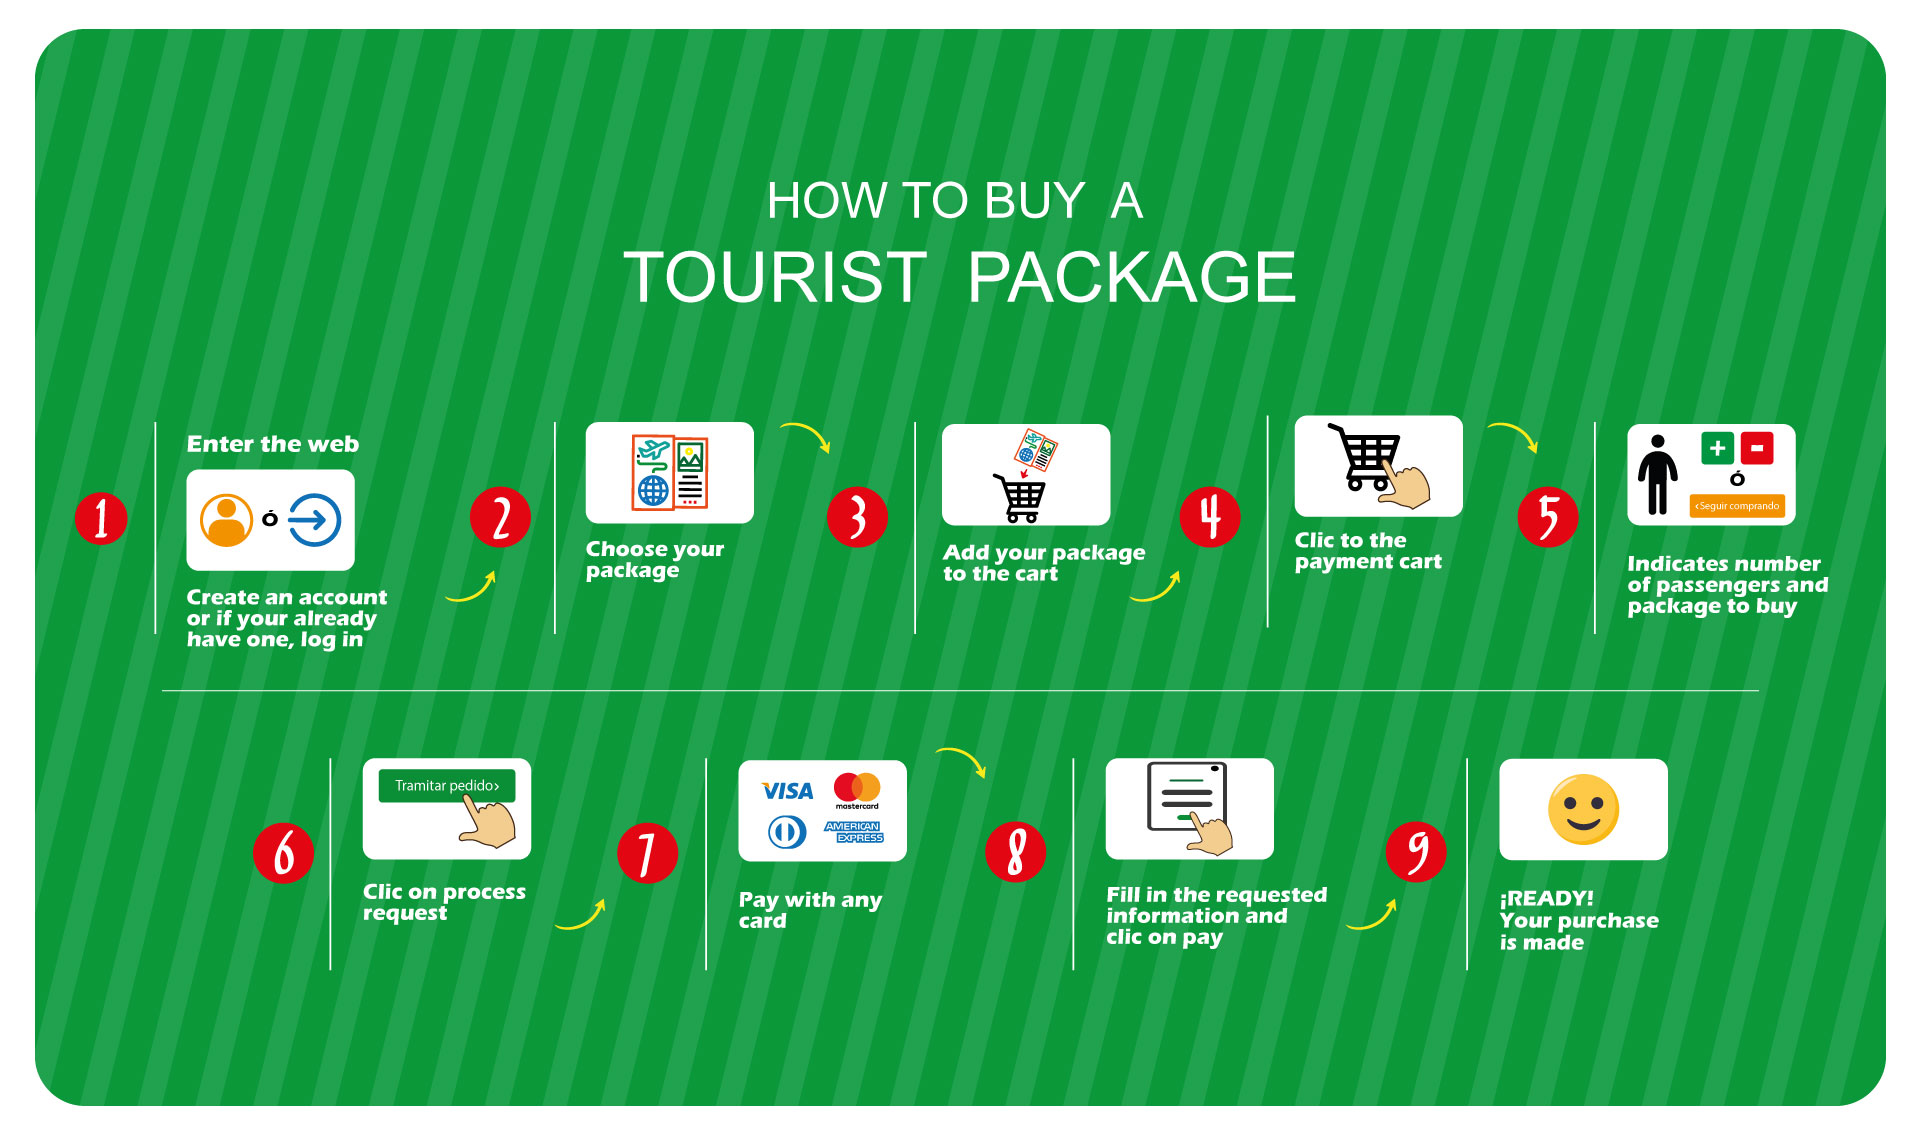 HOW TO BUY A
TOURIST PACKAGE
1
Enter the web
Ó
Create an account
or if your already
have one, log in
2
Choose your
package
3
Add your package
to the cart
4
Clic to the
payment cart
5
+ -
Ó
‹Seguir comprando
Indicates number
of passengers and
package to buy
6
Tramitar pedido›
Clic on process
request
7
VISA
mastercard
AMERICAN
EXPRESS
Pay with any
card
8
Fill in the requested
information and
clic on pay
9
¡READY!
Your purchase
is made